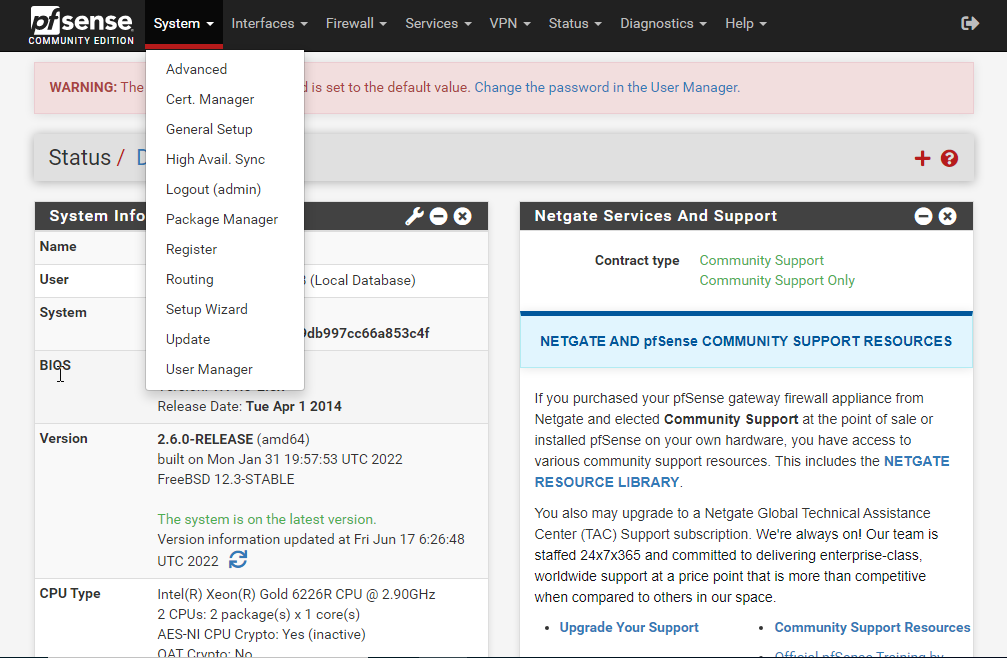 pfsense
COMMUNITY EDITION
System Interfaces Firewall Services VPN Status Diagnostics Help
Advanced
Cert. Manager
General Setup
High Avail. Sync
Logout (admin)
Package Manager
Register
Routing
Setup Wizard
Update
User Manager
WARNING: The
is set to the default value. Change the password in the User Manager.
Status /
System Info
Name
User (Local Database)
System
9db997cc66a853c4f
BIOS
Release Date: Tue Apr 1 2014
Version 2.6.0-RELEASE (amd64)
built on Mon Jan 31 19:57:53 UTC 2022
FreeBSD 12.3-STABLE
The system is on the latest version.
Version information updated at Fri Jun 17 6:26:48
UTC 2022
CPU Type Intel(R) Xeon(R) Gold 6226R CPU @ 2.90GHz
2 CPUs: 2 package(s) x 1 core(s)
AES-NI CPU Crypto: Yes (inactive)
QAT Crypto: No
Netgate Services And Support
Contract type Community Support
Community Support Only
NETGATE AND pfSense COMMUNITY SUPPORT RESOURCES
If you purchased your pfSense gateway firewall appliance from
Netgate and elected Community Support at the point of sale or
installed pfSense on your own hardware, you have access to
various community support resources. This includes the NETGATE
RESOURCE LIBRARY.
You also may upgrade to a Netgate Global Technical Assistance
Center (TAC) Support subscription. We're always on! Our team is
staffed 24x7x365 and committed to delivering enterprise-class,
worldwide support at a price point that is more than competitive
when compared to others in our space.
• Upgrade Your Support
• Community Support Resources
Official pfSense Training by